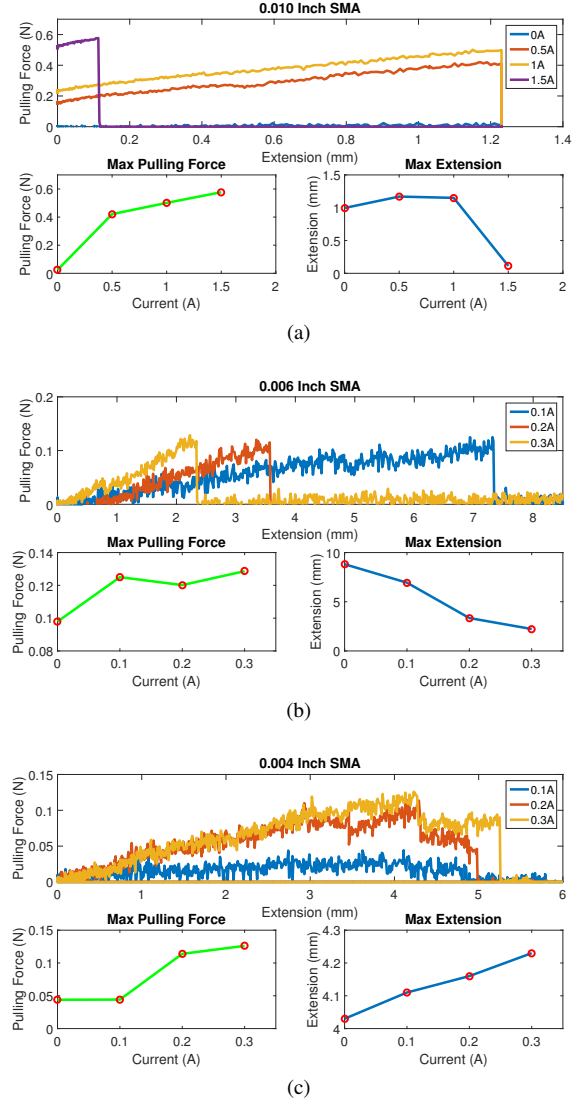 0.010 Inch SMA
Pulling Force (N)
0.6
0.4
0.2
0
0A
0.5A
1A
1.5A
0 0.2 0.4 0.6 0.8 1 1.2 1.4
Extension (mm)
Max Pulling Force
Pulling Force (N)
0.6
0.4
0.2
0
0 0.5 1 1.5 2
Current (A)
Max Extension
Extension (mm)
1.5
1
0.5
0
0 0.5 1 1.5 2
Current (A)
(a)
0.006 Inch SMA
Pulling Force (N)
0.2
0.1
0
0.1A
0.2A
0.3A
0 1 2 3 4 5 6 7 8
Extension (mm)
Max Pulling Force
Pulling Force (N)
0.14
0.12
0.1
0.08
0 0.1 0.2 0.3
Current (A)
Max Extension
Extension (mm)
10
5
0
0 0.1 0.2 0.3
Current (A)
(b)
0.004 Inch SMA
Pulling Force (N)
0.15
0.1
0.05
0
0.1A
0.2A
0.3A
0 1 2 3 4 5 6
Extension (mm)
Max Pulling Force
Pulling Force (N)
0.15
0.1
0.05
0
0 0.1 0.2 0.3
Current (A)
Max Extension
Extension (mm)
4.3
4.2
4.1
4
0 0.1 0.2 0.3
Current (A)
(c)